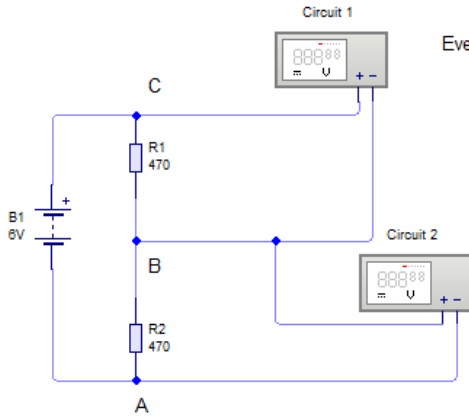 Circuit 1
Eve
+ -
V
C
R1
470
+
B1
6V
B
Circuit 2
+ -
V
R2
470
A